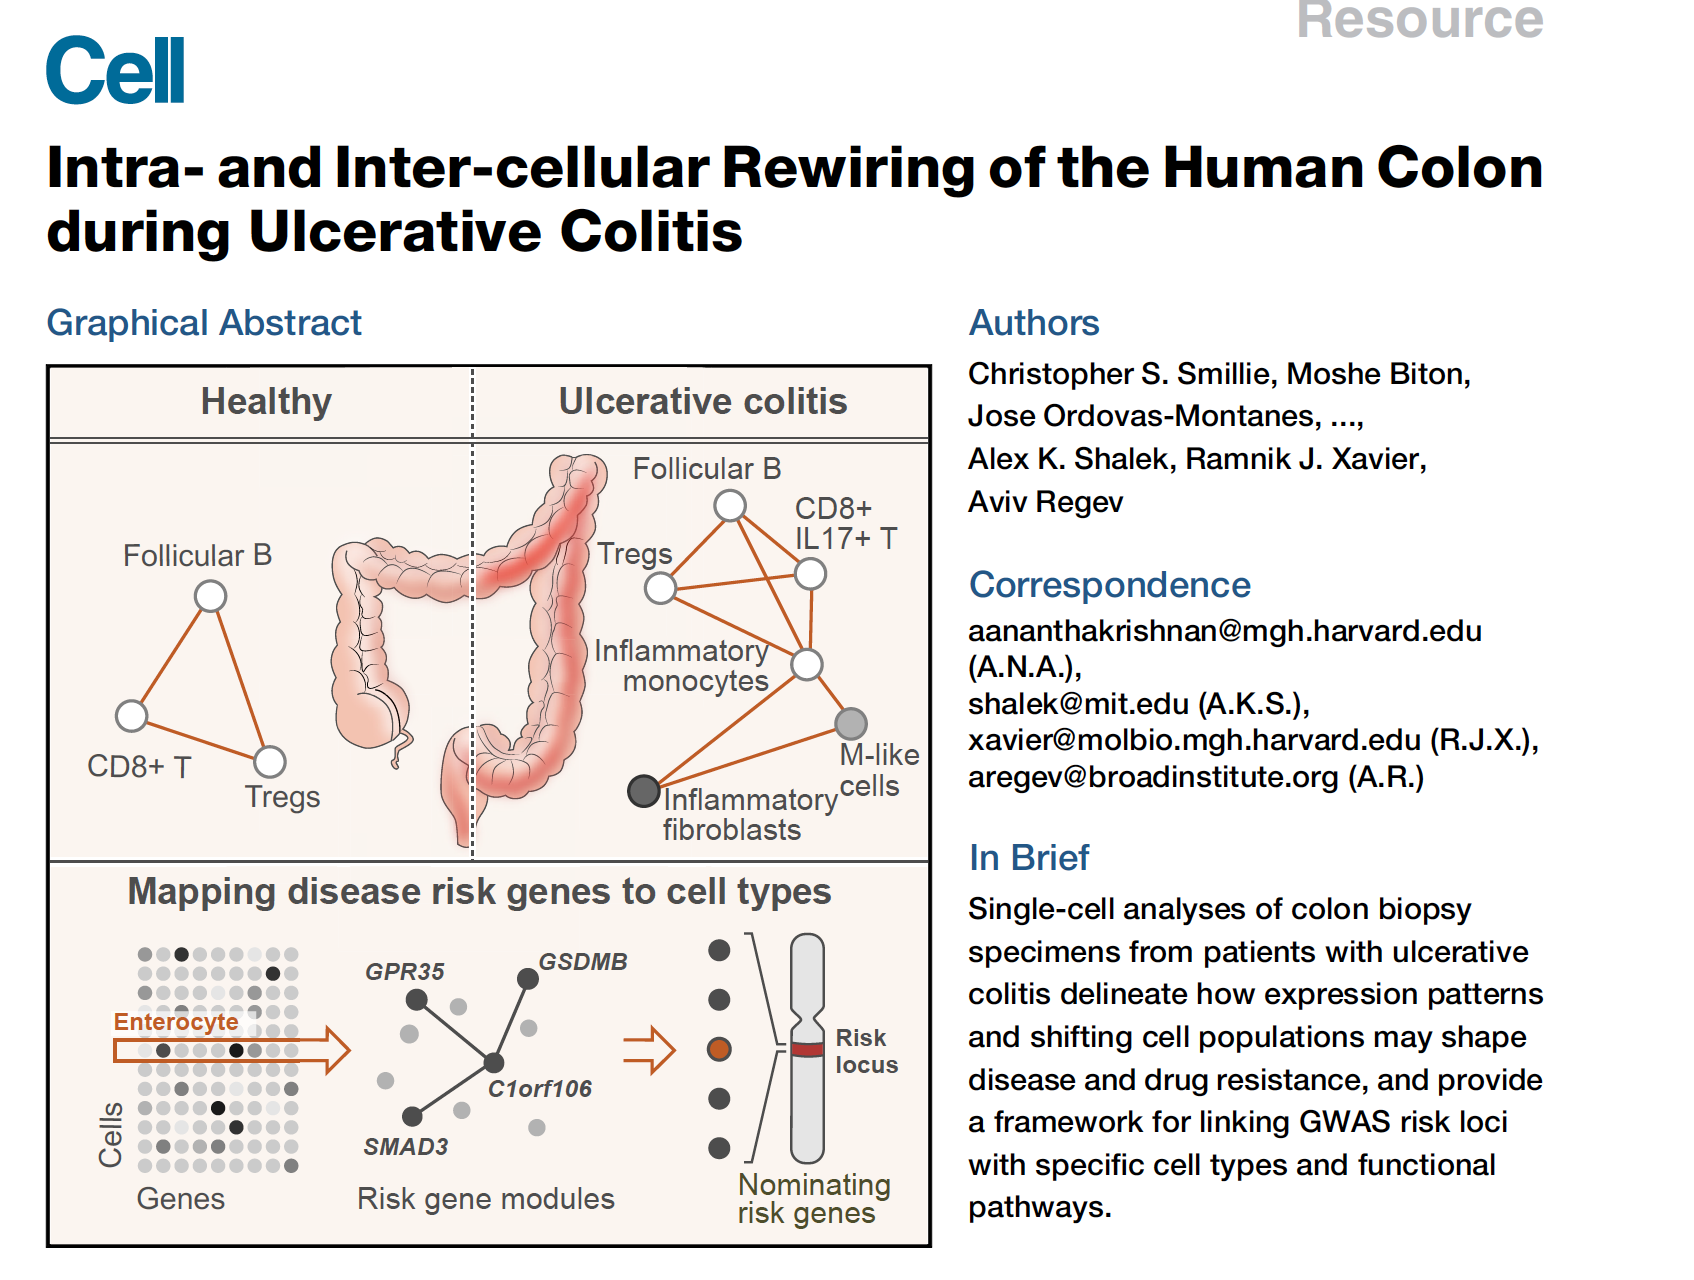 Resource
Cell
Intra- and Inter-cellular Rewiring of the Human Colon
during Ulcerative Colitis
Graphical Abstract
Healthy
Ulcerative colitis
Follicular B
CD8+ T
Tregs
Follicular B
CD8+
IL17+ T
Tregs
Inflammatory
monocytes
M-like
cells
Inflammatory
fibroblasts
Mapping disease risk genes to cell types
Enterocyte
Cells
Genes
GPR35
GSDMB
C1orf106
SMAD3
Risk gene modules
Risk
locus
Nominating
risk genes
Authors
Christopher S. Smillie, Moshe Biton,
Jose Ordovas-Montanes, ...,
Alex K. Shalek, Ramnik J. Xavier,
Aviv Regev
Correspondence
aananthakrishnan@mgh.harvard.edu
(A.N.A.),
shalek@mit.edu (A.K.S.),
xavier@molbio.mgh.harvard.edu (R.J.X.),
aregev@broadinstitute.org (A.R.)
In Brief
Single-cell analyses of colon biopsy
specimens from patients with ulcerative
colitis delineate how expression patterns
and shifting cell populations may shape
disease and drug resistance, and provide
a framework for linking GWAS risk loci
with specific cell types and functional
pathways.